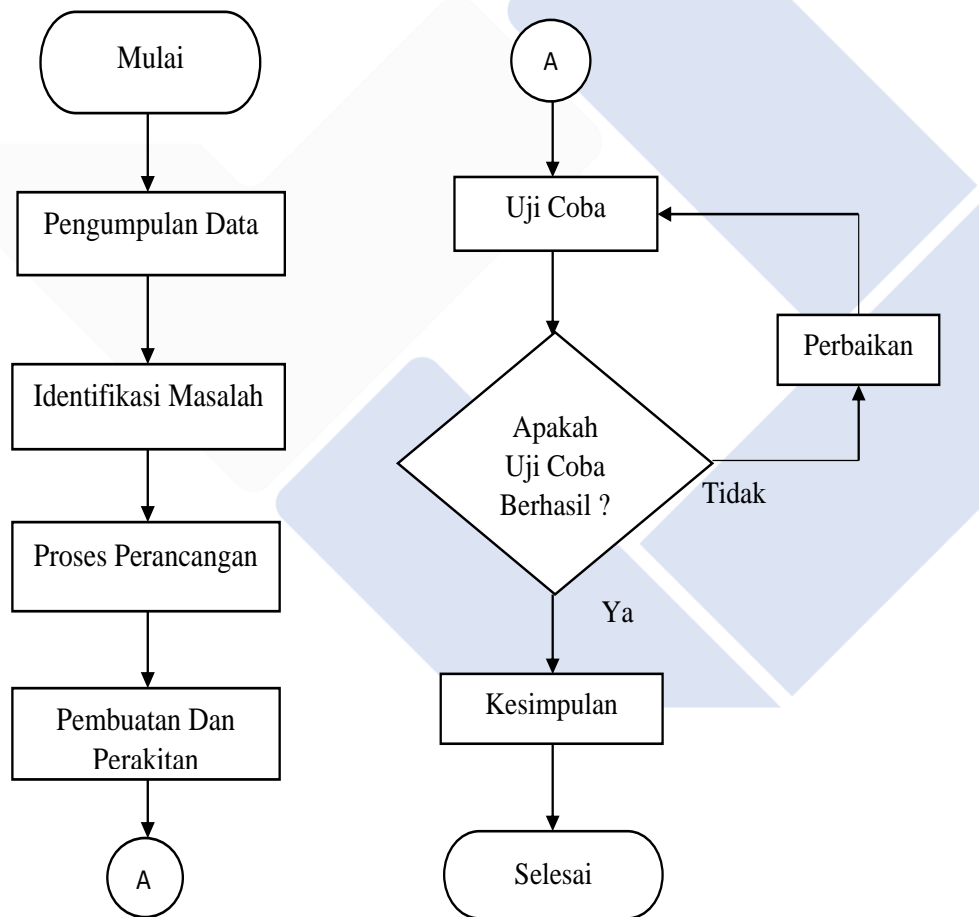 Mulai
Pengumpulan Data
Identifikasi Masalah
Proses Perancangan
Pembuatan Dan
Perakitan
A
A
Uji Coba
Perbaikan
Apakah
Uji Coba
Berhasil ?
Tidak
Ya
Kesimpulan
Selesai